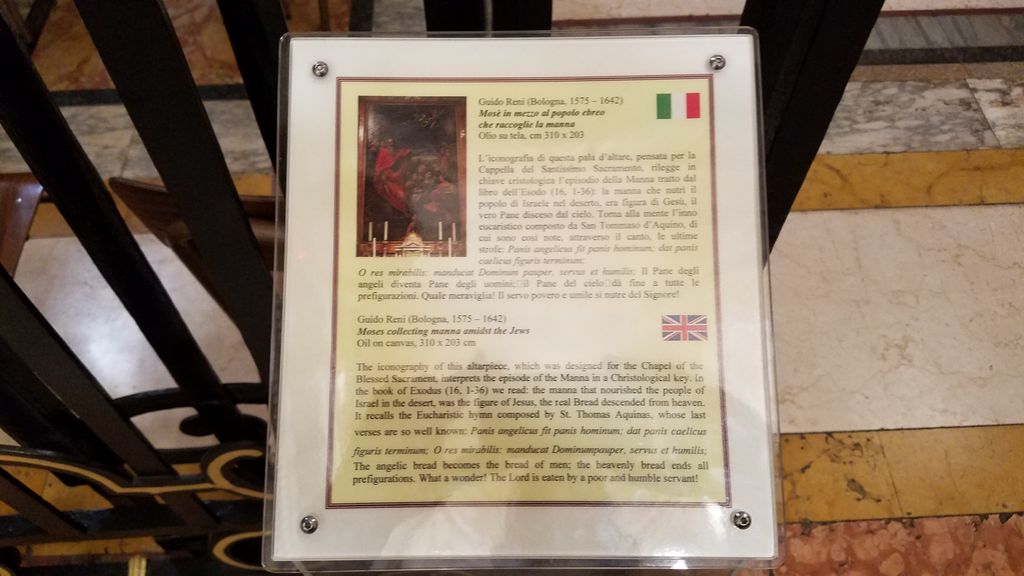 Guido Reni (Bologna, 1575 – 1642)
Mosè in mezzo al popolo ebreo
che raccoglie la manna
Olio su tela, cm 310 x 203
L'iconografia di questa pala d'altare, pensata per la
Cappella del Santissimo Sacramento, rilegge in
chiave cristologica l'episodio della Manna tratto dal
libro dell'Esodo (16, 1-36): la manna che nutrì il
popolo di Israele nel deserto, era figura di Gesù, il
vero Pane disceso dal cielo. Torna alla mente l'inno
eucaristico composto da San Tommaso d'Aquino, di
cui sono così note, attraverso il canto, le ultime
strofe: Panis angelicus fit panis hominum; dat panis
caelicus figuris terminum;
O res mirabilis: manducat Dominum pauper, servus et humilis; Il Pane degli
angeli diventa Pane degli uomini; il Pane del cielo dà fine a tutte le
prefigurazioni. Quale meraviglia! Il servo povero e umile si nutre del Signore!
Guido Reni (Bologna, 1575 – 1642)
Moses collecting manna amidst the Jews
Oil on canvas, 310 x 203 cm
The iconography of this altarpiece, which was designed for the Chapel of the
Blessed Sacrament, interprets the episode of the Manna in a Christological key. In
the book of Exodus (16, 1-36) we read: the manna that nourished the people of
Israel in the desert, was the figure of Jesus, the real Bread descended from heaven.
It recalls the Eucharistic hymn composed by St. Thomas Aquinas, whose last
verses are so well known: Panis angelicus fit panis hominum; dat panis caelicus
figuris terminum; O res mirabilis: manducat Dominumpauper, servus et humilis;
The angelic bread becomes the bread of men; the heavenly bread ends all
prefigurations. What a wonder! The Lord is eaten by a poor and humble servant!